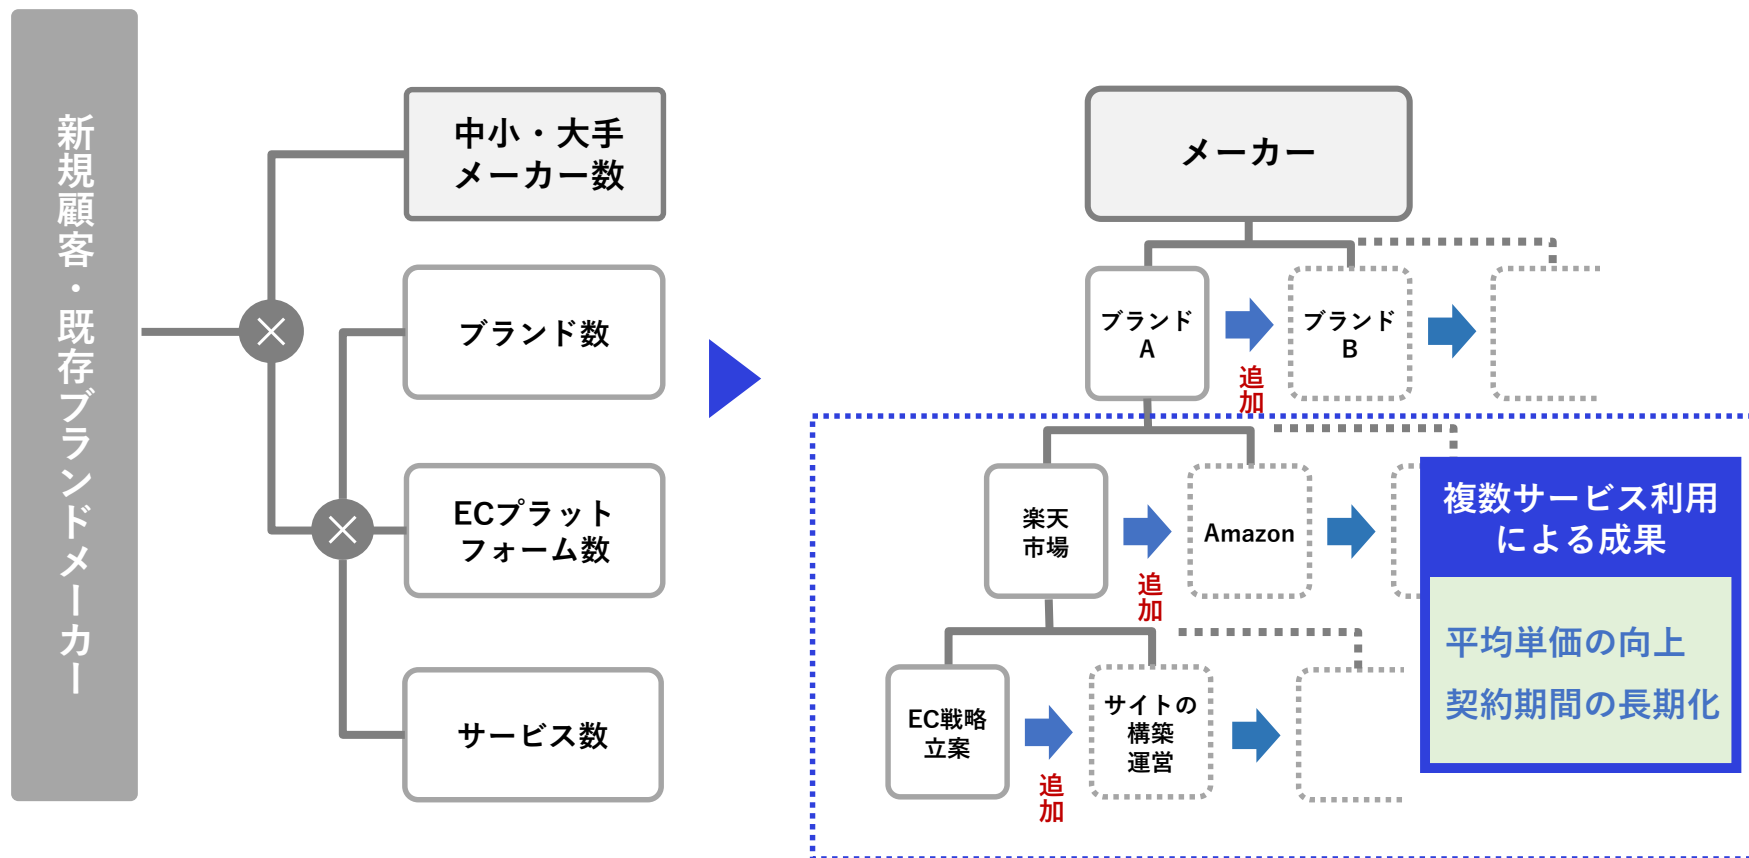 新規顧客・既存ブランドメーカー
中小・大手
メーカー数
ブランド数
ECプラット
フォーム数
サービス数
メーカー
ブランド
A
追加
ブランド
B
楽天
市場
追加
Amazon
EC戦略
立案
追加
サイトの
構築
運営
複数サービス利用
による成果
平均単価の向上
契約期間の長期化